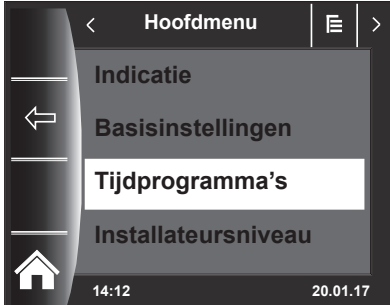 Hoofdmenu
Indicatie
Basisinstellingen
Tijdprogramma's
Installateursniveau
14:12 20.01.17